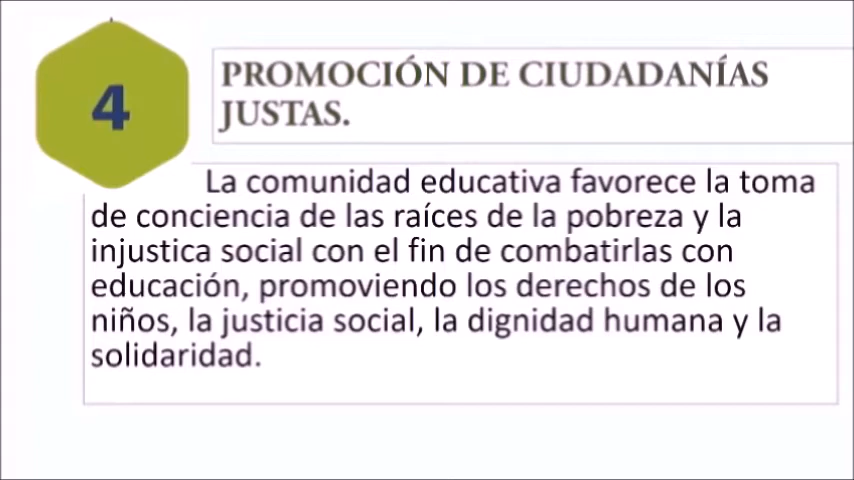 4
PROMOCIÓN DE CIUDADANÍAS
JUSTAS.
La comunidad educativa favorece la toma
de conciencia de las raíces de la pobreza y la
injustica social con el fin de combatirlas con
educación, promoviendo los derechos de los
niños, la justicia social, la dignidad humana y la
solidaridad.